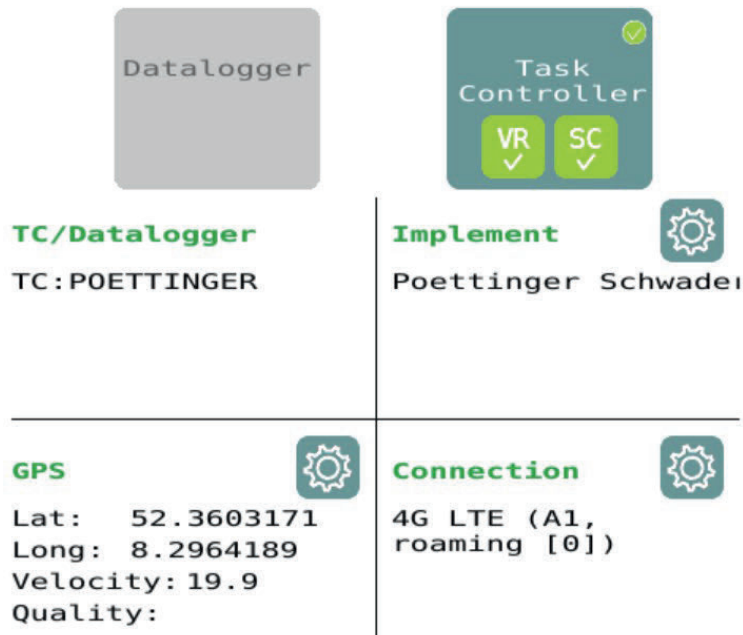 Datalogger
Task
Controller
VR
SC
TC/Datalogger
TC:POETTINGER
Implement
Poettinger Schwader
GPS
Lat: 52.3603171
Long: 8.2964189
Velocity: 19.9
Quality:
Connection
4G LTE (A1,
roaming [0])